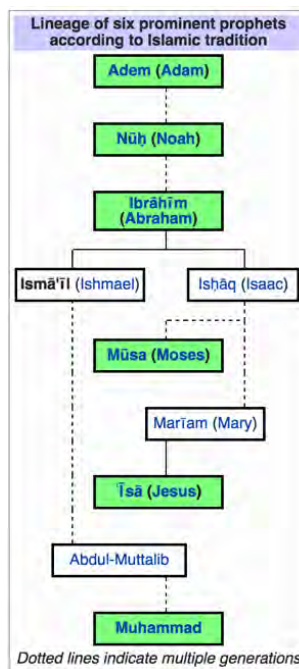 Lineage of six prominent prophets
according to Islamic tradition
Adem (Adam)
Nūḥ (Noah)
Ibrāhīm
(Abraham)
Ismā'īl (Ishmael)
Isḥāq (Isaac)
Mūsa (Moses)
Marīam (Mary)
Īsā (Jesus)
Abdul-Muttalib
Muhammad
Dotted lines indicate multiple generations